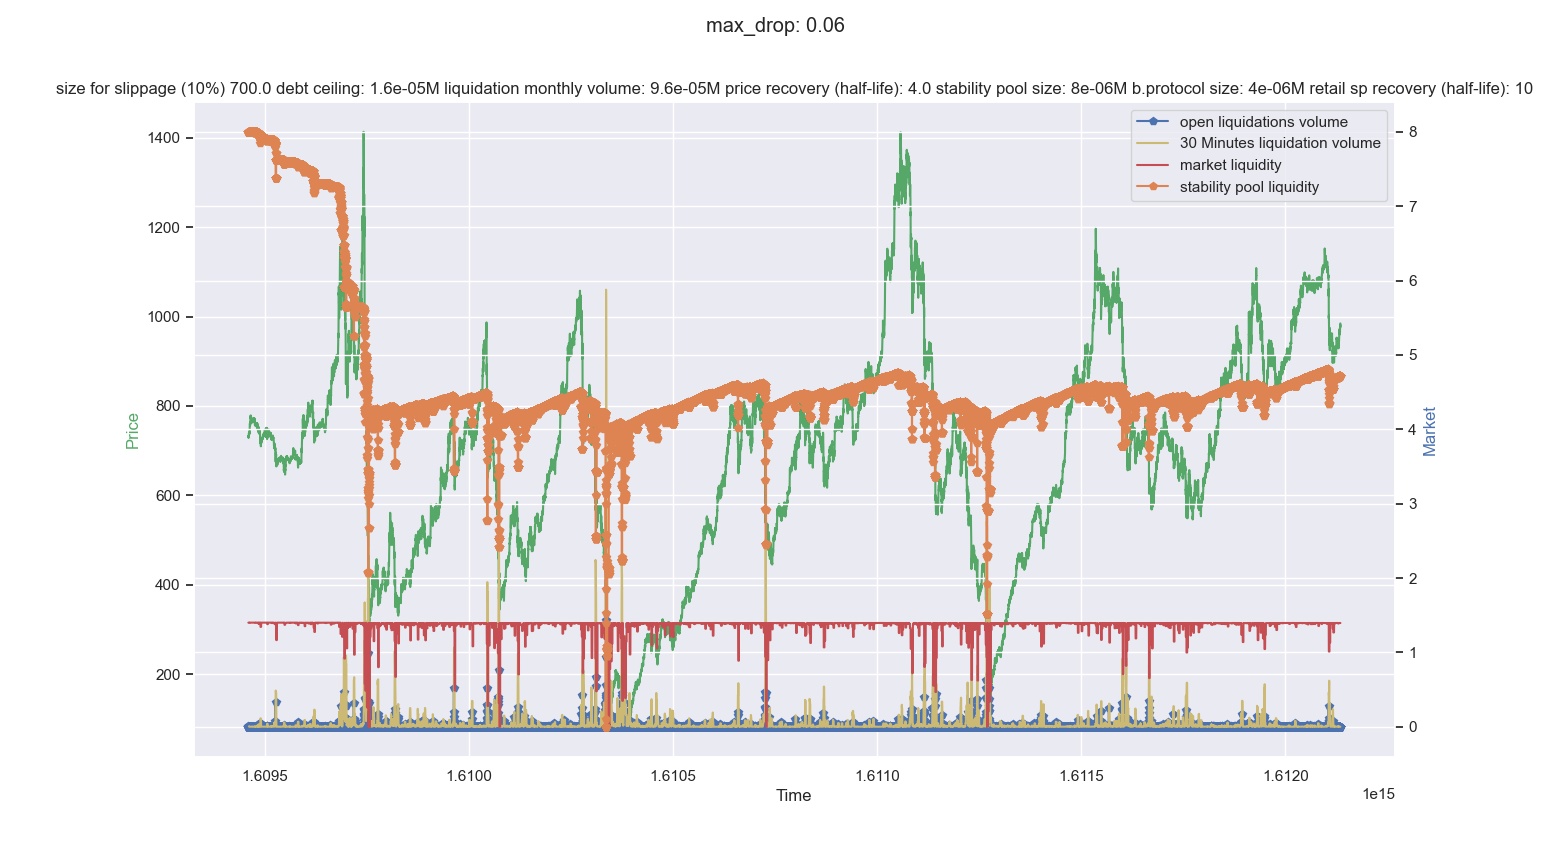 max_drop: 0.06
size for slippage (10%) 700.0 debt ceiling: 1.6e-05M liquidation monthly volume: 9.6e-05M price recovery (half-life): 4.0 stability pool size: 8e-06M b.protocol size: 4e-06M retail sp recovery (half-life): 10
open liquidations volume
30 Minutes liquidation volume
market liquidity
stability pool liquidity
1400
1200
1000
800
600
400
200
Price
8
7
6
5
4
3
2
1
0
Market
1.6095
1.6100
1.6105
1.6110
1.6115
1.6120
1e15
Time